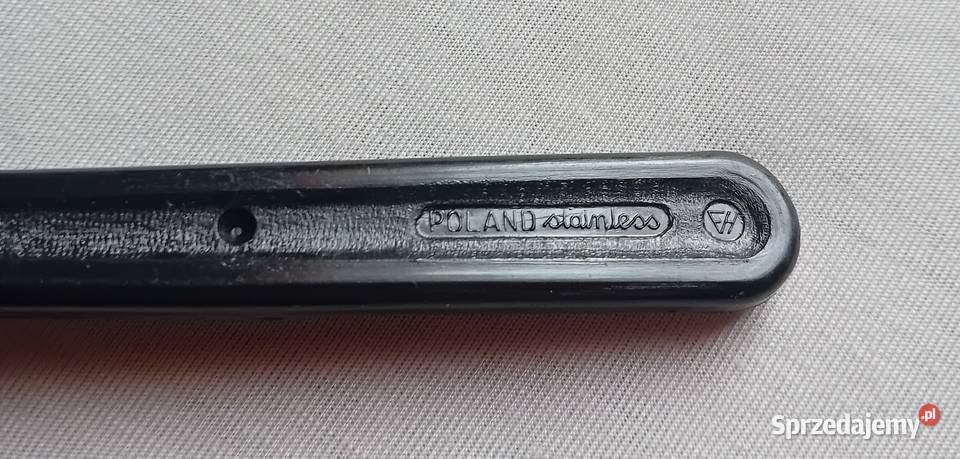 POLAND stainless
Sprzedajemy .pl